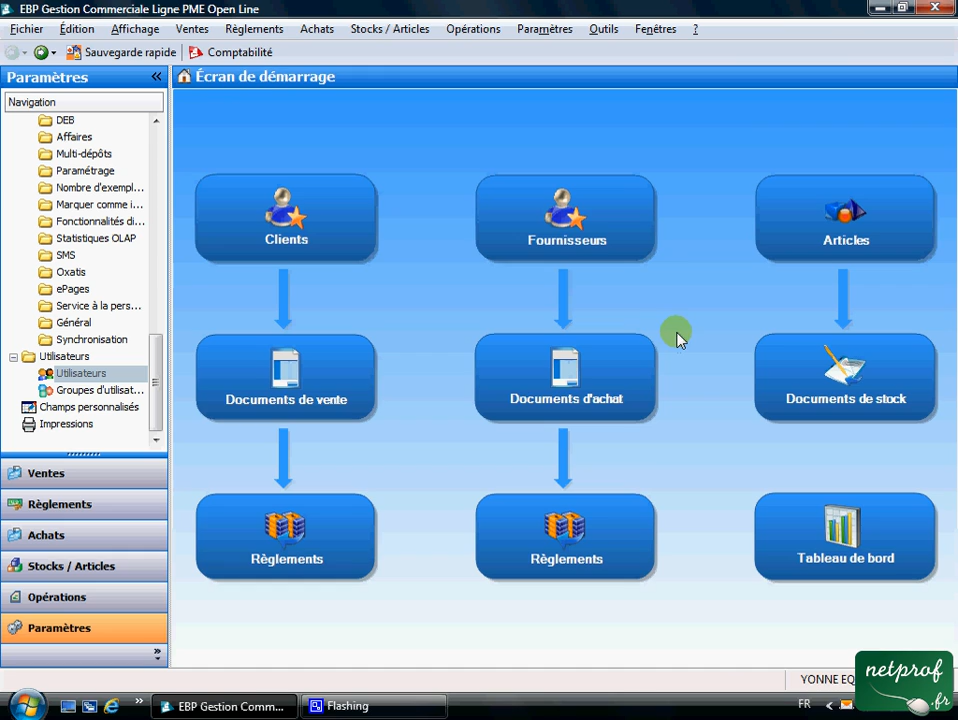 EBP Gestion Commerciale Ligne PME Open Line
Fichier Édition Affichage Ventes Règlements Achats Stocks / Articles Opérations Paramètres Outils Fenêtres ?
Sauvegarde rapide Comptabilité
Paramètres «
Écran de démarrage
Navigation
DEB
Affaires
Multi-dépôts
Paramétrage
Nombre d'exempl...
Marquer comme i...
Fonctionnalités di...
Statistiques OLAP
SMS
Oxatis
ePages
Service à la pers...
Général
Synchronisation
Utilisateurs
Utilisateurs
Groupes d'utilisat...
Champs personnalisés
Impressions
Ventes
Règlements
Achats
Stocks / Articles
Opérations
Paramètres
»
Clients
Fournisseurs
Articles
Documents de vente
Documents d'achat
Documents de stock
Règlements
Règlements
Tableau de bord
YONNE EQ
netprof
.fr
» EBP Gestion Comm... Flashing FR <